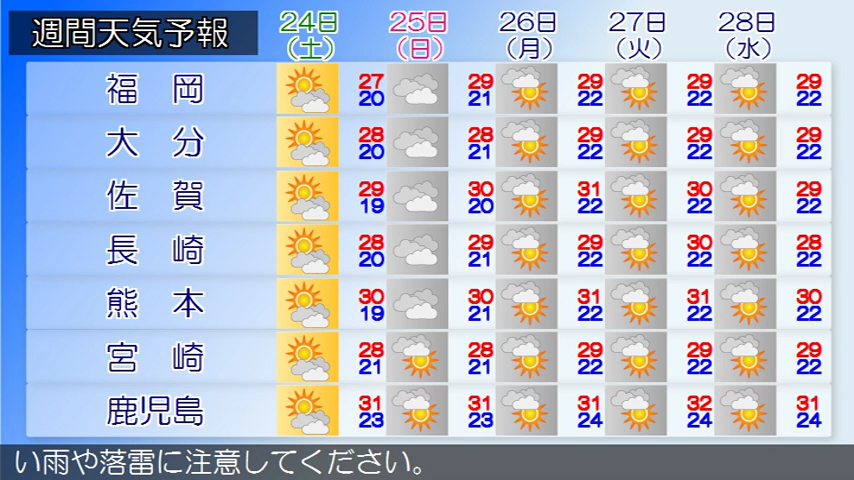 週間天気予報 24日 25日 26日 27日 28日
(土) (日) (月) (火) (水)
福岡 27 29 29 29 29
20 21 22 22 22
大分 28 28 29 29 29
20 21 22 22 22
佐賀 29 30 31 30 29
19 20 22 22 22
長崎 28 29 29 30 28
20 21 22 22 22
熊本 30 30 31 31 30
19 21 22 22 22
宮崎 28 28 29 29 29
21 21 22 22 22
鹿児島 31 31 31 32 31
23 23 24 24 24
い雨や落雷に注意してください。